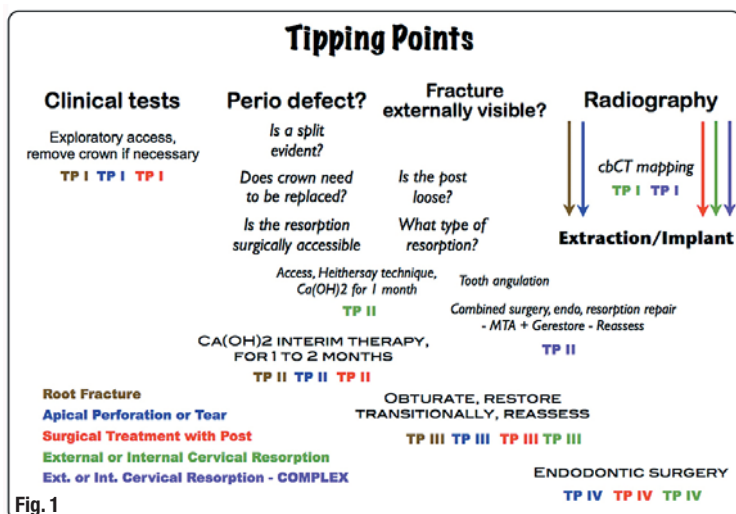 Tipping Points
Clinical tests
Exploratory access,
remove crown if necessary
TP I TP I TP I
Perio defect?
Is a split
evident?
Does crown need
to be replaced?
Is the resorption
surgically accessible
Fracture
externally visible?
Is the post
loose?
What type of
resorption?
Radiography
cbCT mapping
TP I TP I
Extraction/Implant
Access, Heithersay technique,
Ca(OH)2 for 1 month
TP II
Tooth angulation
Combined surgery, endo, resorption repair
- MTA + Gerestore - Reassess
TP II
CA(OH)2 INTERIM THERAPY,
FOR 1 TO 2 MONTHS
TP II TP II TP II
Root Fracture
Apical Perforation or Tear
Surgical Treatment with Post
External or Internal Cervical Resorption
Ext. or Int. Cervical Resorption - COMPLEX
OBTURATE, RESTORE
TRANSITIONALLY, REASSESS
TP III TP III TP III TP III
ENDODONTIC SURGERY
TP IV TP IV TP IV
Fig. 1